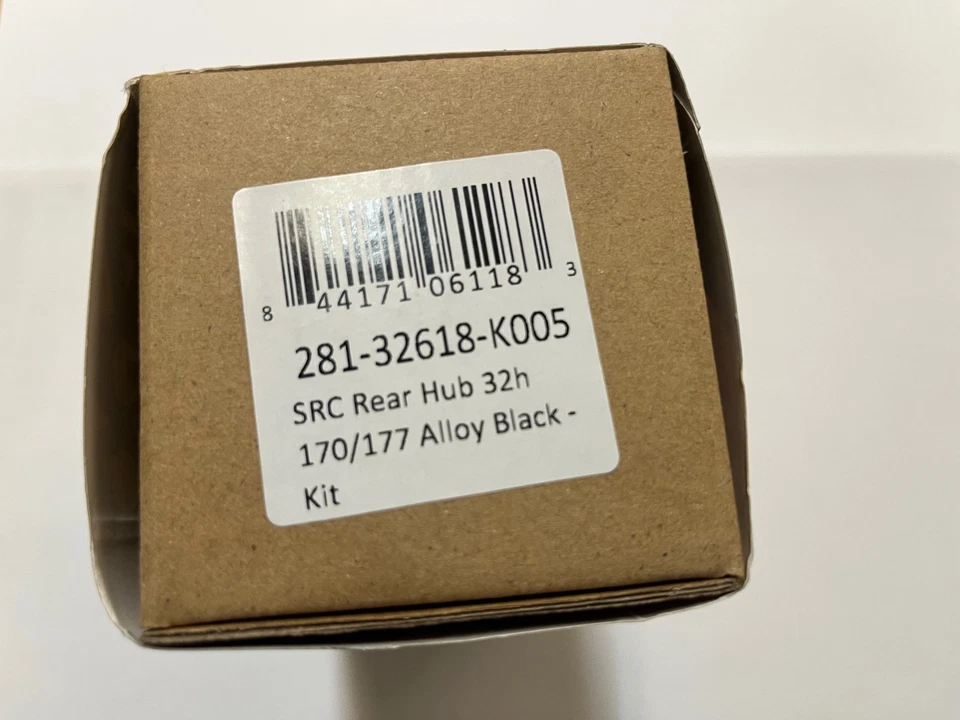 8 44171 06118 3
281-32618-K005
SRC Rear Hub 32h
170/177 Alloy Black -
Kit